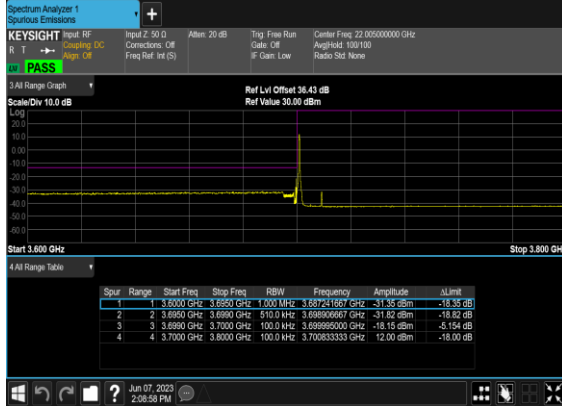 Spectrum Analyzer 1
Spurious Emissions
+
KEYSIGHT Input: RF Input Z: 50 Ω Atten: 20 dB Trig: Free Run Center Freq: 22.005000000 GHz
R T Coupling: DC Corrections: Off Gate: Off Avg|Hold: 100/100
Align: Off Freq Ref: Int (S) IF Gain: Low Radio Std: None
PASS
3 All Range Graph
Ref Lvl Offset 36.43 dB
Scale/Div 10.0 dB Ref Value 30.00 dBm
Log
20.0
10.0
0.00
-10.0
-20.0
-30.0
-40.0
-50.0
-60.0
Start 3.600 GHz Stop 3.800 GH
4 All Range Table
Spur Range Start Freq Stop Freq RBW Frequency Amplitude ΔLimit
1 1 3.6000 GHz 3.6950 GHz 1.000 MHz 3.687241667 GHz -31.35 dBm -18.35 dB
2 2 3.6950 GHz 3.6990 GHz 510.0 kHz 3.698906667 GHz -31.82 dBm -18.82 dB
3 3 3.6990 GHz 3.7000 GHz 100.0 kHz 3.699995000 GHz -18.15 dBm -5.154 dB
4 4 3.7000 GHz 3.8000 GHz 100.0 kHz 3.700833333 GHz 12.00 dBm -18.00 dB
? Jun 07, 2023
2:08:58 PM